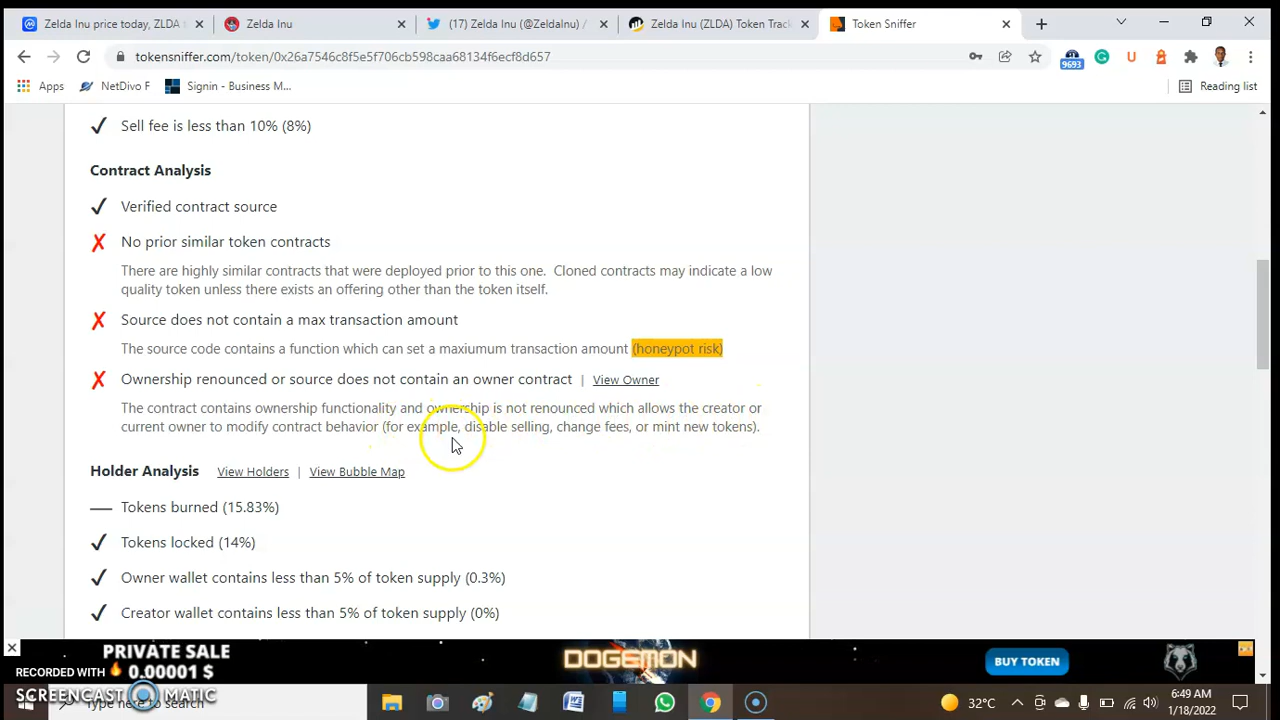 Zelda Inu price today, ZLDA
Zelda Inu
(17) Zelda Inu (@ZeldaInu) /
Zelda Inu (ZLDA) Token Track
Token Sniffer
tokensniffer.com/token/0x26a7546c8f5e5f706cb598caa68134f6ecf8d657
9693
U
Apps
NetDivo F
Signin - Business M...
Reading list
Sell fee is less than 10% (8%)
Contract Analysis
Verified contract source
No prior similar token contracts
There are highly similar contracts that were deployed prior to this one. Cloned contracts may indicate a low
quality token unless there exists an offering other than the token itself.
Source does not contain a max transaction amount
The source code contains a function which can set a maxiumum transaction amount (honeypot risk)
Ownership renounced or source does not contain an owner contract | View Owner
The contract contains ownership functionality and ownership is not renounced which allows the creator or
current owner to modify contract behavior (for example, disable selling, change fees, or mint new tokens).
Holder Analysis View Holders | View Bubble Map
Tokens burned (15.83%)
Tokens locked (14%)
Owner wallet contains less than 5% of token supply (0.3%)
Creator wallet contains less than 5% of token supply (0%)
PRIVATE SALE
0.00001 $
DOGEMON
BUY TOKEN
RECORDED WITH
SCREENCAST MATIC
Type here to search
32°C
6:49 AM
1/18/2022